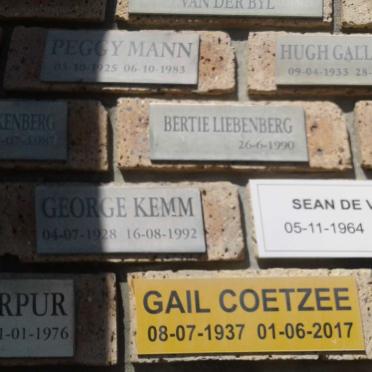 VAN DER BYL
PEGGY MANN
03-10-1925 06-10-1983
HUGH GALL
09-04-1933 28-
KENBERG
BERTIE LIEBENBERG
26-6-1990
GEORGE KEMM
04-07-1928 16-08-1992
SEAN DE V
05-11-1964
RPUR
1-01-1976
GAIL COETZEE
08-07-1937 01-06-2017